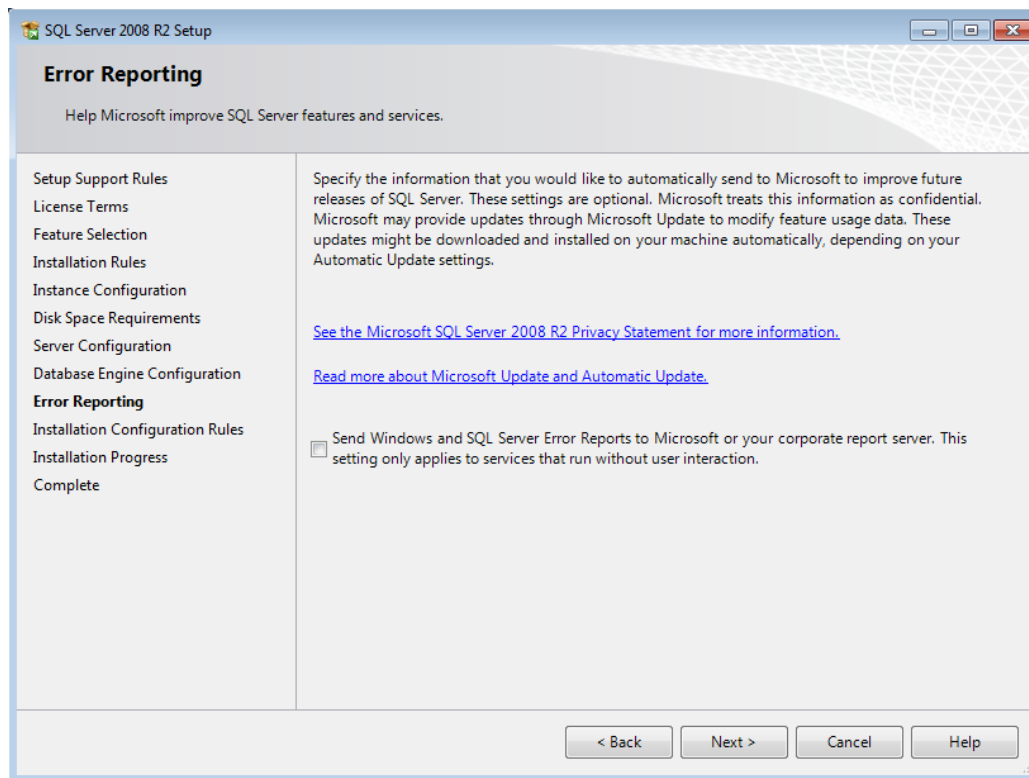 SQL Server 2008 R2 Setup
Error Reporting
Help Microsoft improve SQL Server features and services.
Setup Support Rules
License Terms
Feature Selection
Installation Rules
Instance Configuration
Disk Space Requirements
Server Configuration
Database Engine Configuration
Error Reporting
Installation Configuration Rules
Installation Progress
Complete
Specify the information that you would like to automatically send to Microsoft to improve future
releases of SQL Server. These settings are optional. Microsoft treats this information as confidential.
Microsoft may provide updates through Microsoft Update to modify feature usage data. These
updates might be downloaded and installed on your machine automatically, depending on your
Automatic Update settings.
See the Microsoft SQL Server 2008 R2 Privacy Statement for more information.
Read more about Microsoft Update and Automatic Update.
Send Windows and SQL Server Error Reports to Microsoft or your corporate report server. This
setting only applies to services that run without user interaction.
< Back
Next >
Cancel
Help